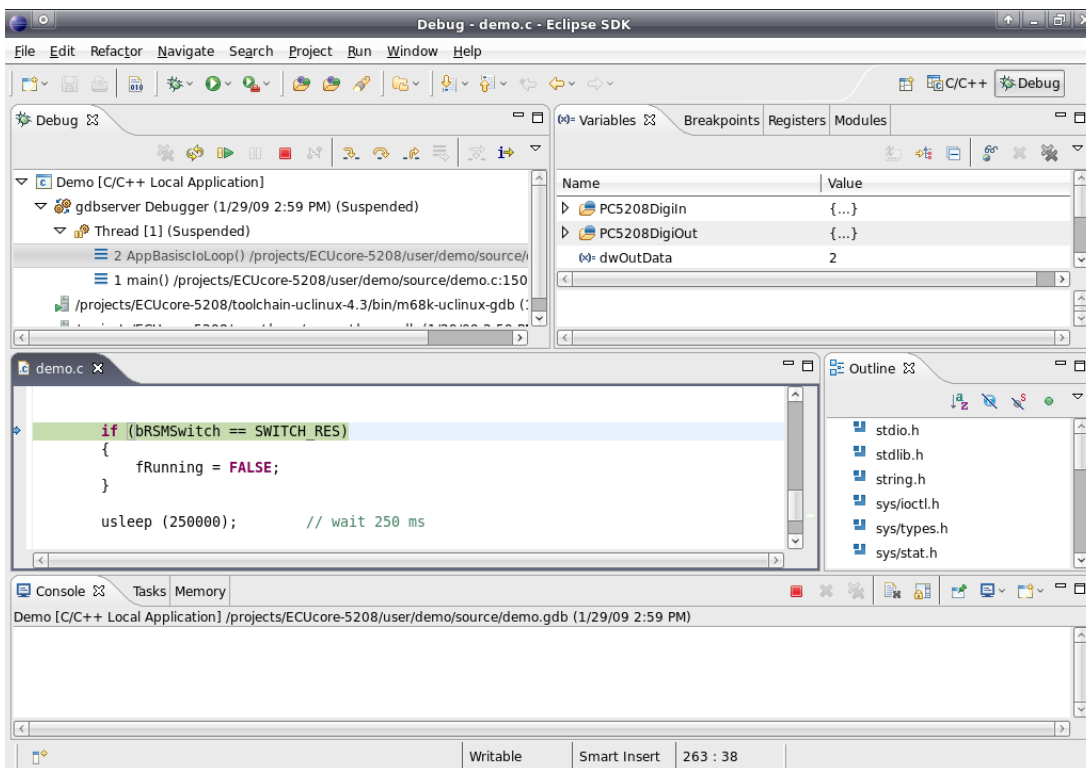 Debug - demo.c - Eclipse SDK
File Edit Refactor Navigate Search Project Run Window Help
C/C++ Debug
Debug
Demo [C/C++ Local Application]
gdbserver Debugger (1/29/09 2:59 PM) (Suspended)
Thread [1] (Suspended)
2 AppBasiscIoLoop() /projects/ECUcore-5208/user/demo/source/
1 main() /projects/ECUcore-5208/user/demo/source/demo.c:150
/projects/ECUcore-5208/toolchain-uclinux-4.3/bin/m68k-uclinux-gdb (
Variables Breakpoints Registers Modules
Name Value
PC5208DigiIn {...}
PC5208DigiOut {...}
dwOutData 2
demo.c
if (bRSMSwitch == SWITCH_RES)
{
fRunning = FALSE;
}
usleep (250000); // wait 250 ms
Outline
stdio.h
stdlib.h
string.h
sys/ioctl.h
sys/types.h
sys/stat.h
Console Tasks Memory
Demo [C/C++ Local Application] /projects/ECUcore-5208/user/demo/source/demo.gdb (1/29/09 2:59 PM)
Writable Smart Insert 263 : 38